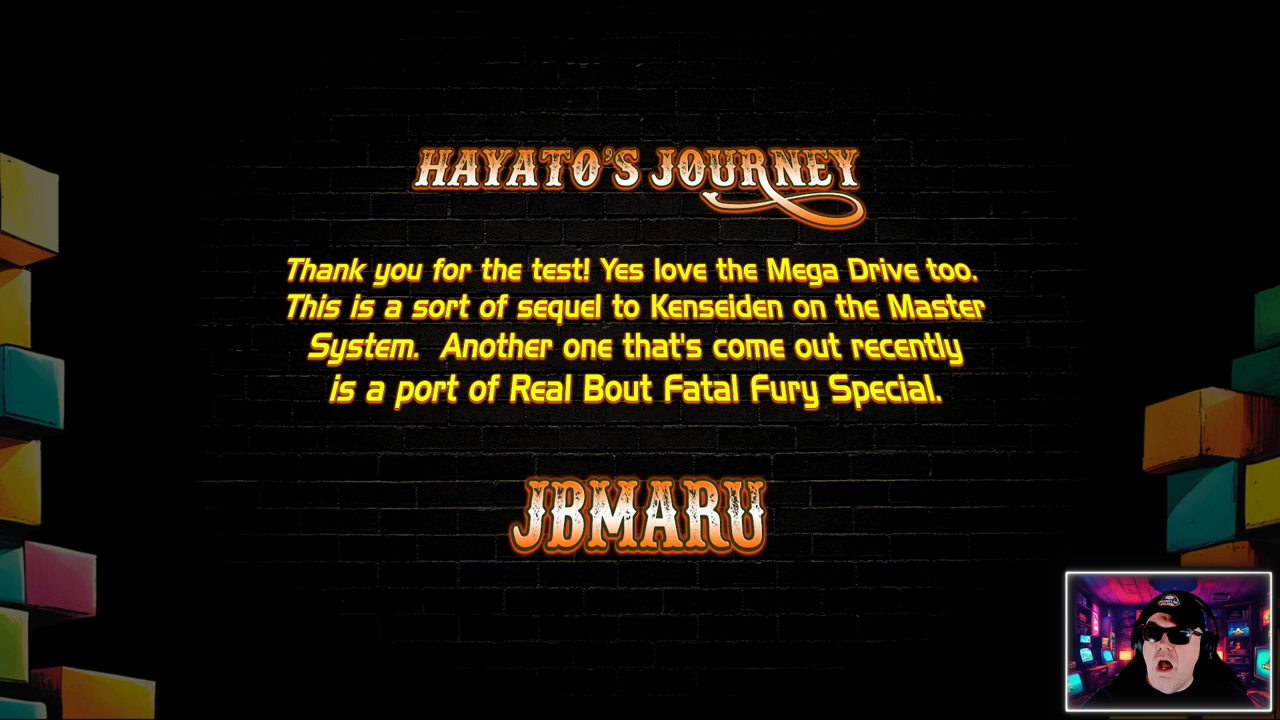 HAYATO'S JOURNEY
Thank you for the test! Yes love the Mega Drive too.
This is a sort of sequel to Kenseiden on the Master
System. Another one that's come out recently
is a port of Real Bout Fatal Fury Special.
JBMARU